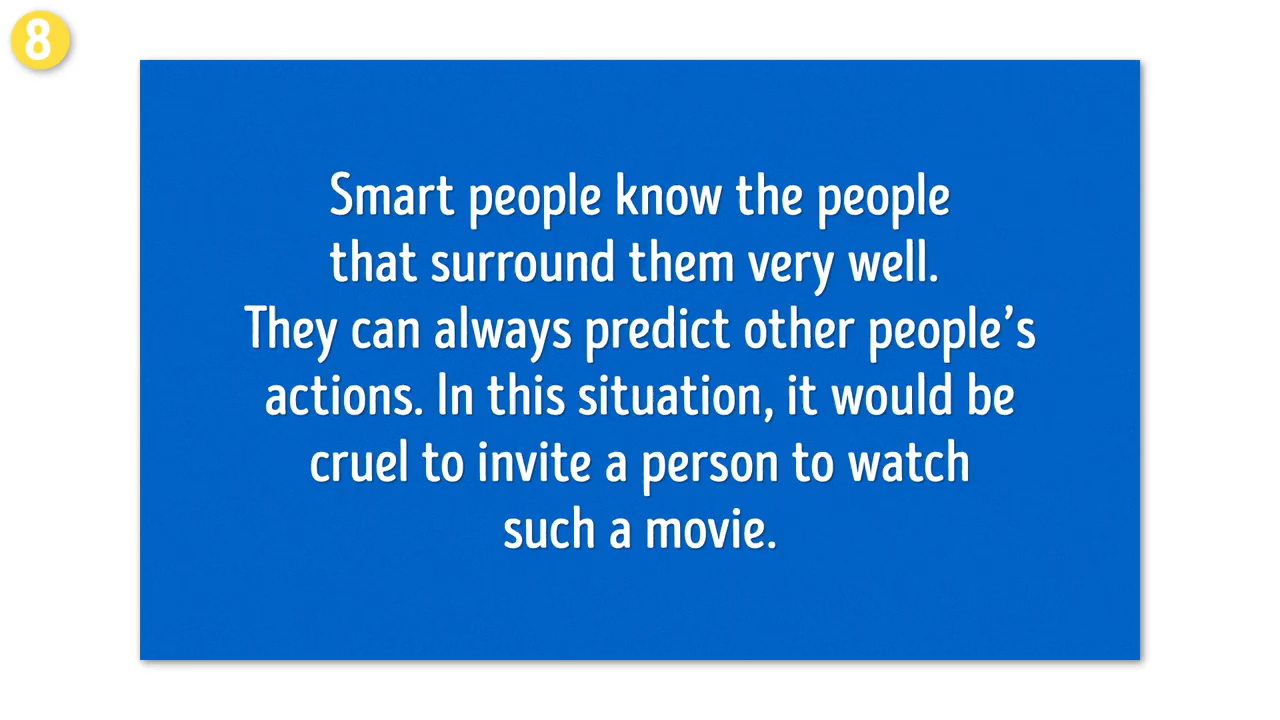 8
Smart people know the people
that surround them very well.
They can always predict other people’s
actions. In this situation, it would be
cruel to invite a person to watch
such a movie.